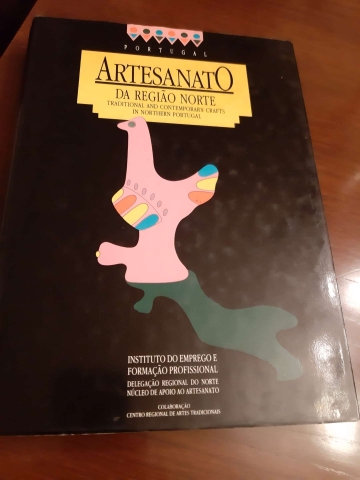 PORTUGAL
ARTESANATO
DA REGIÃO NORTE
TRADITIONAL AND CONTEMPORARY CRAFTS
IN NORTHERN PORTUGAL
INSTITUTO DO EMPREGO E
FORMAÇÃO PROFISSIONAL
DELEGAÇÃO REGIONAL DO NORTE
NÚCLEO DE APOIO AO ARTESANATO
COLABORAÇÃO
CENTRO REGIONAL DE ARTES TRADICIONAIS